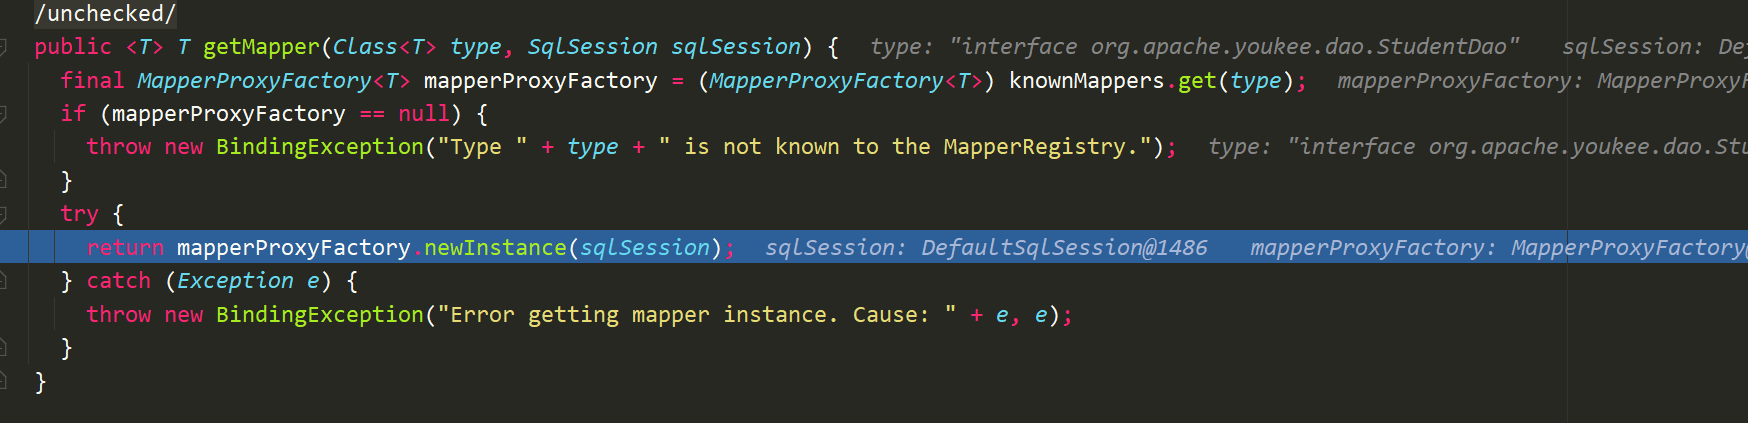 /unchecked/
public <T> T getMapper(Class<T> type, SqlSession sqlSession) { type: "interface org.apache.youkee.dao.StudentDao" sqlSession: De
final MapperProxyFactory<T> mapperProxyFactory = (MapperProxyFactory<T>) knownMappers.get(type); mapperProxyFactory: MapperProxyF
if (mapperProxyFactory == null) {
throw new BindingException("Type " + type + " is not known to the MapperRegistry."); type: "interface org.apache.youkee.dao.Stu
}
try {
return mapperProxyFactory.newInstance(sqlSession); sqlSession: DefaultSqlSession@1486 mapperProxyFactory: MapperProxyFactory@
} catch (Exception e) {
throw new BindingException("Error getting mapper instance. Cause: " + e, e);
}
}